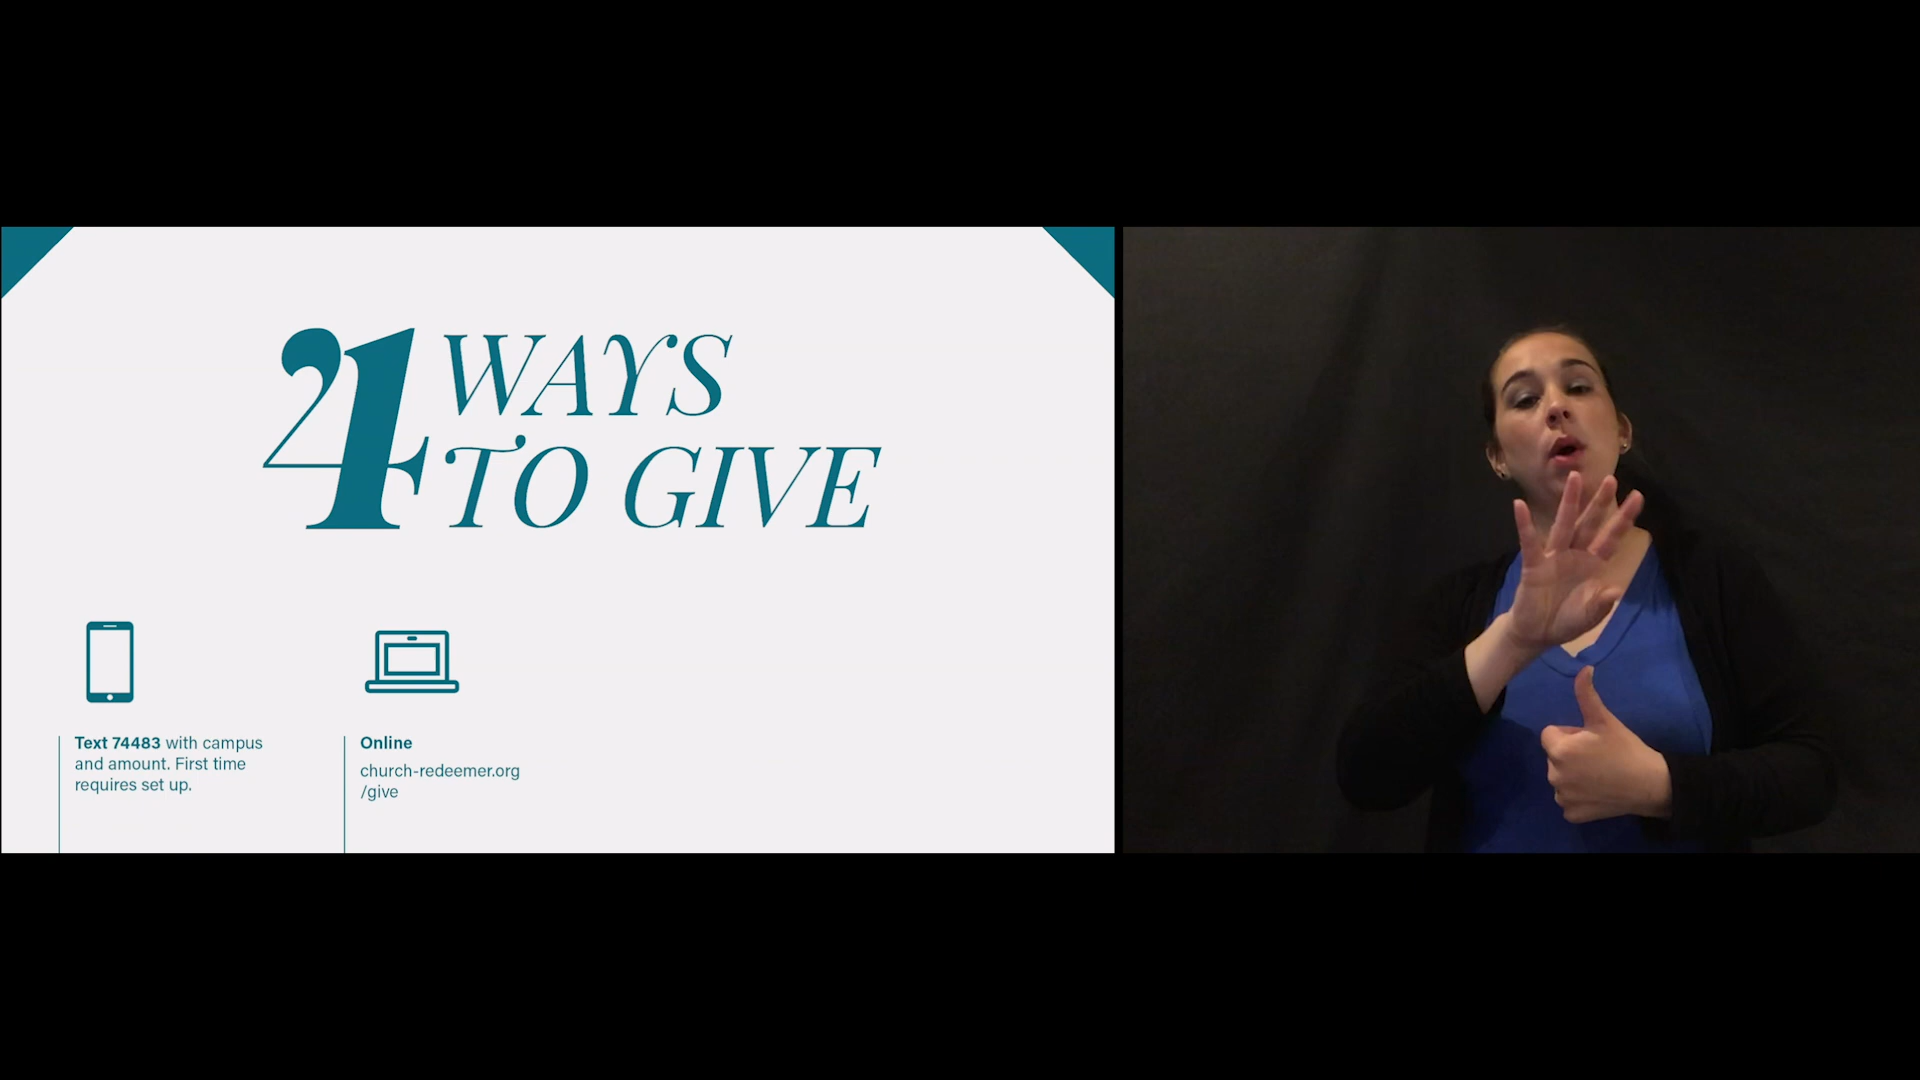 4 WAYS
TO GIVE
Text 74483 with campus
and amount. First time
requires set up.
Online
church-redeemer.org
/give